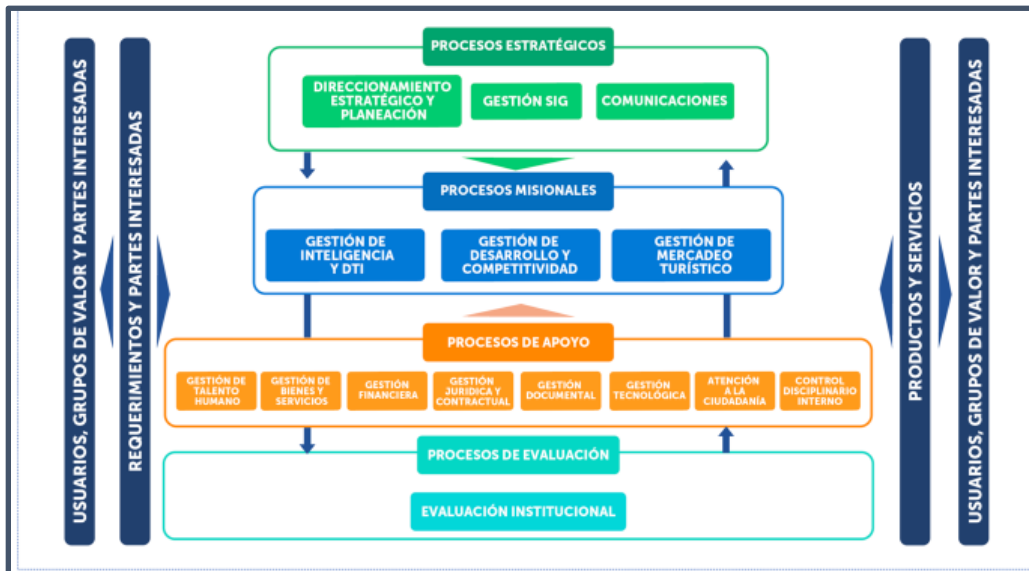 USUARIOS, GRUPOS DE VALOR Y PARTES INTERESADAS
REQUERIMIENTOS Y PARTES INTERESADAS
PROCESOS ESTRATÉGICOS
DIRECCIONAMIENTO
ESTRATÉGICO Y
PLANEACIÓN
GESTIÓN SIG
COMUNICACIONES
PROCESOS MISIONALES
GESTIÓN DE
INTELIGENCIA
Y DTI
GESTIÓN DE
DESARROLLO Y
COMPETITIVIDAD
GESTIÓN DE
MERCADEO
TURÍSTICO
PROCESOS DE APOYO
GESTIÓN DE
TALENTO
HUMANO
GESTIÓN DE
BIENES Y
SERVICIOS
GESTIÓN
FINANCIERA
GESTIÓN
JURIDICA Y
CONTRACTUAL
GESTIÓN
DOCUMENTAL
GESTIÓN
TECNOLÓGICA
ATENCIÓN
A LA
CIUDADANÍA
CONTROL
DISCIPLINARIO
INTERNO
PROCESOS DE EVALUACIÓN
EVALUACIÓN INSTITUCIONAL
PRODUCTOS Y SERVICIOS
USUARIOS, GRUPOS DE VALOR Y PARTES INTERESADAS